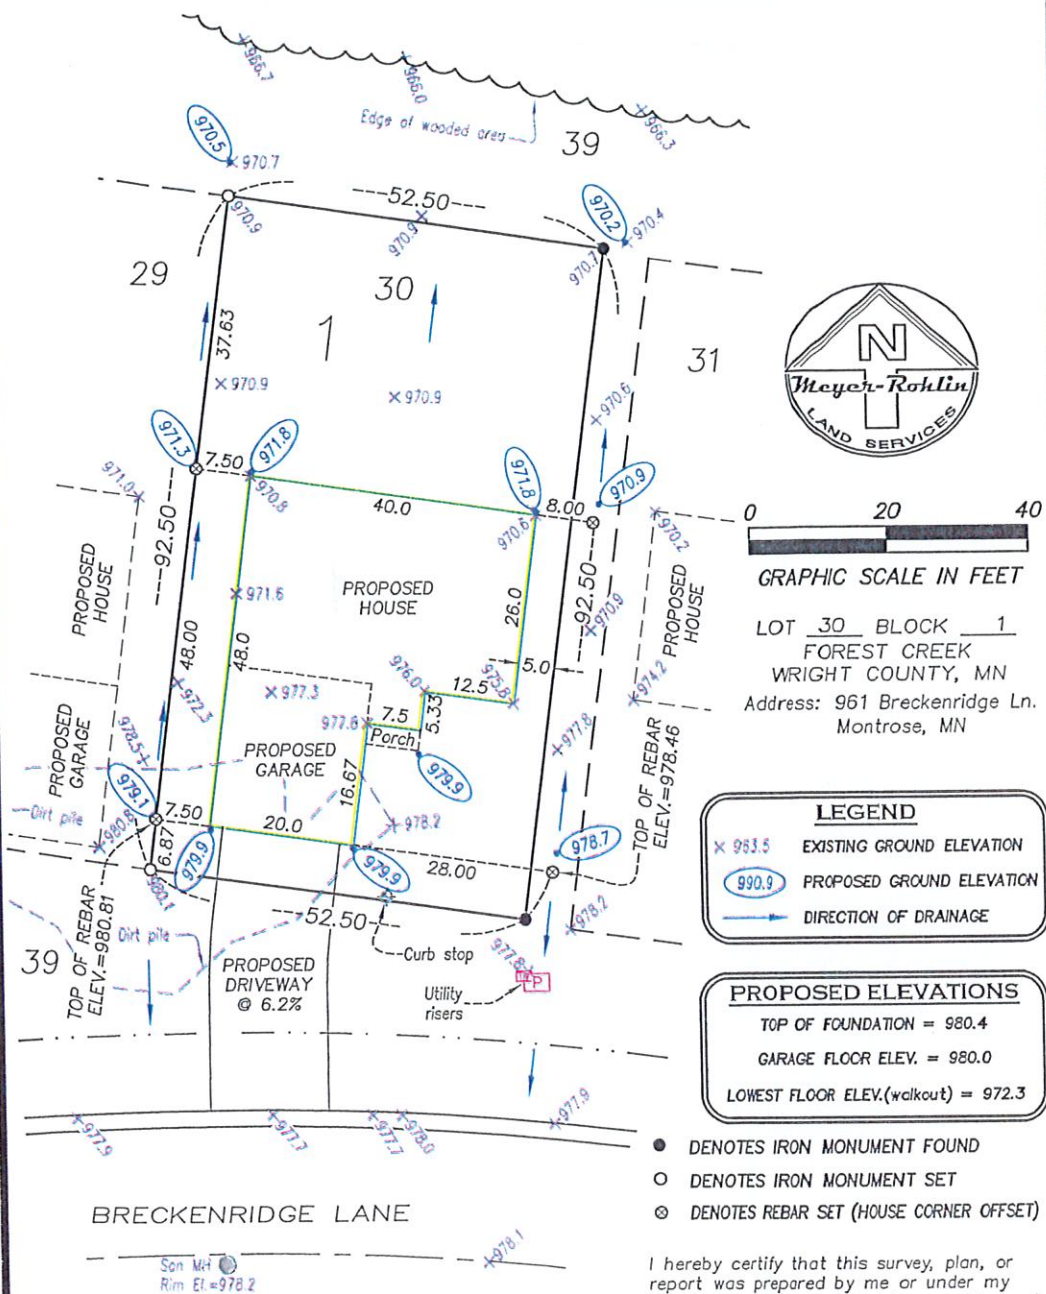 966.7
966.0
966.3
Edge of wooded area
39
970.5
970.7
52.50
970.2
970.4
970.9
970.9
970.7
29
30
1
31
37.63
970.9
970.9
970.6
N
Meyer-Rohlin
LAND SERVICES
971.3
7.50
971.8
971.8
970.9
971.0
970.8
40.0
970.6
8.00
970.2
0 20 40
GRAPHIC SCALE IN FEET
92.50
PROPOSED
HOUSE
971.6
PROPOSED
HOUSE
26.0
92.50
970.9
PROPOSED
HOUSE
LOT 30 BLOCK 1
FOREST CREEK
WRIGHT COUNTY, MN
Address: 961 Breckenridge Ln.
Montrose, MN
48.00
48.0
5.0
976.0
12.5
975.8
974.2
972.3
977.3
977.6
7.5
5.33
Porch
978.5
PROPOSED
GARAGE
PROPOSED
GARAGE
16.67
979.9
977.8
TOP OF REBAR
ELEV.=978.46
979.1
Dirt pile
980.8
7.50
6.87
979.9
20.0
978.2
979.9
28.00
978.7
LEGEND
963.5 EXISTING GROUND ELEVATION
990.9 PROPOSED GROUND ELEVATION
DIRECTION OF DRAINAGE
980.1
TOP OF REBAR
ELEV.=980.81
52.50
978.2
Dirt pile
39
PROPOSED
DRIVEWAY
@ 6.2%
Curb stop
977.8
P
Utility
risers
PROPOSED ELEVATIONS
TOP OF FOUNDATION = 980.4
GARAGE FLOOR ELEV. = 980.0
LOWEST FLOOR ELEV.(walkout) = 972.3
977.9
977.7
977.7
978.0
977.9
DENOTES IRON MONUMENT FOUND
DENOTES IRON MONUMENT SET
DENOTES REBAR SET (HOUSE CORNER OFFSET)
BRECKENRIDGE LANE
978.1
San MH
Rim El.=978.2
I hereby certify that this survey, plan, or
report was prepared by me or under my